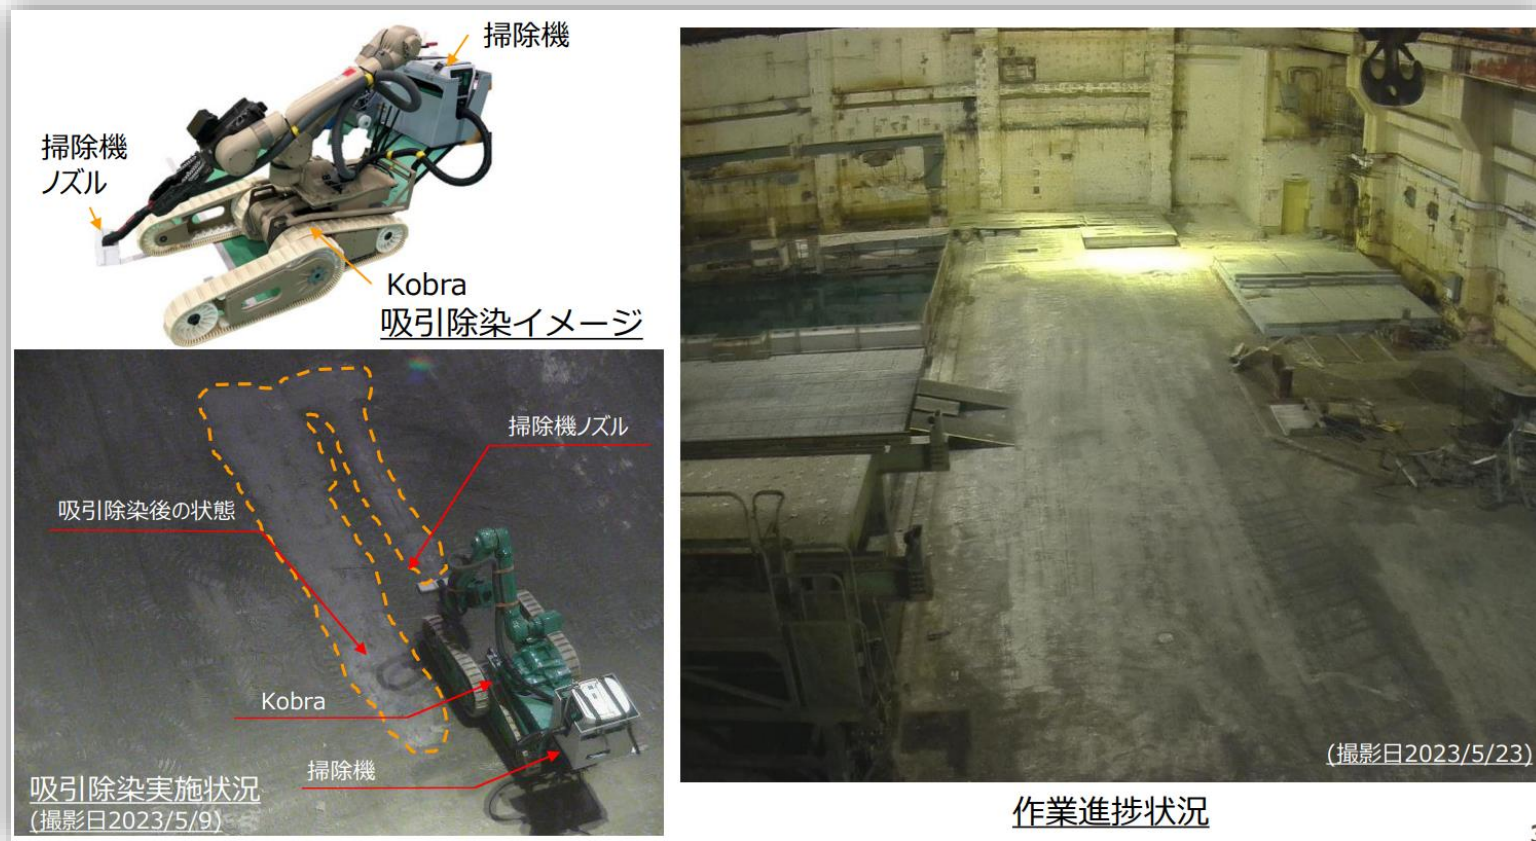 掃除機
掃除機
ノズル
Kobra
吸引除染イメージ
掃除機ノズル
吸引除染後の状態
Kobra
掃除機
吸引除染実施状況
(撮影日2023/5/9)
(撮影日2023/5/23)
作業進捗状況